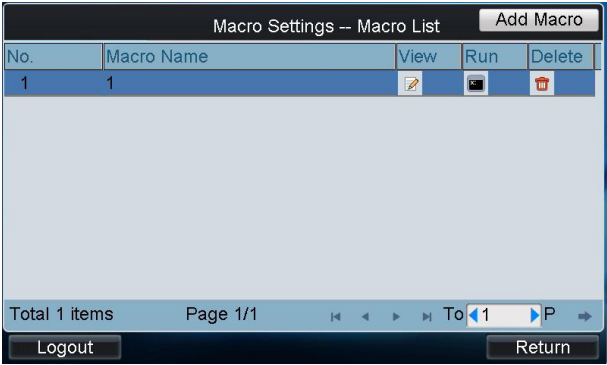 Macro Settings -- Macro List Add Macro
No. Macro Name View Run Delete
1 1
Total 1 items Page 1/1 To 1 P
Logout Return